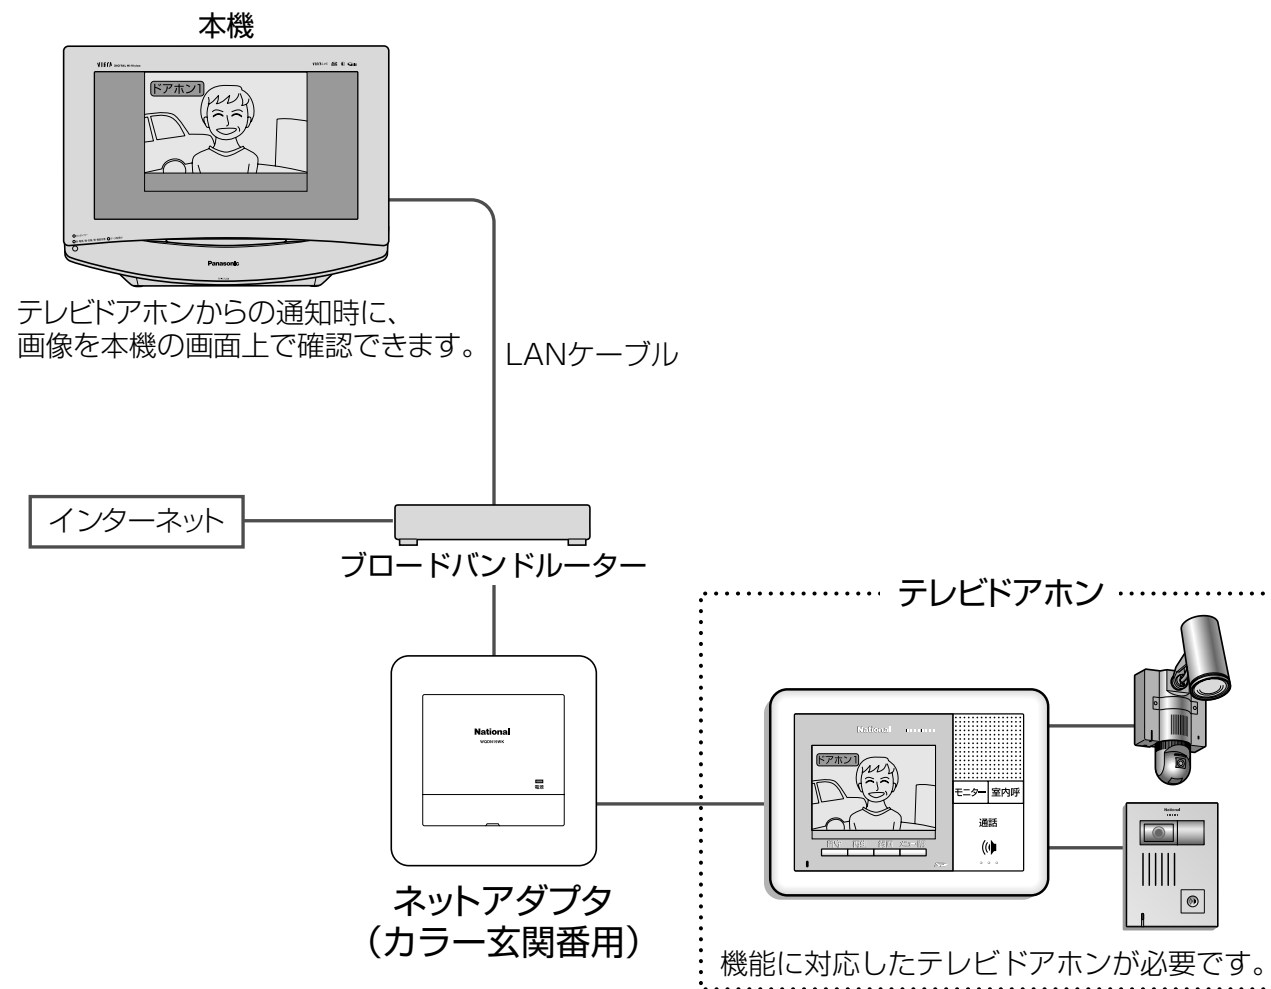 本機
VIErA
ドアホン1
Panasonic
テレビドアホンからの通知時に、
画像を本機の画面上で確認できます。
LANケーブル
インターネット
ブロードバンドルーター
テレビドアホン
National
電源
National
ドアホン1
モニター 室内呼
通話
National
ネットアダプタ
(カラー玄関番用)
機能に対応したテレビドアホンが必要です。